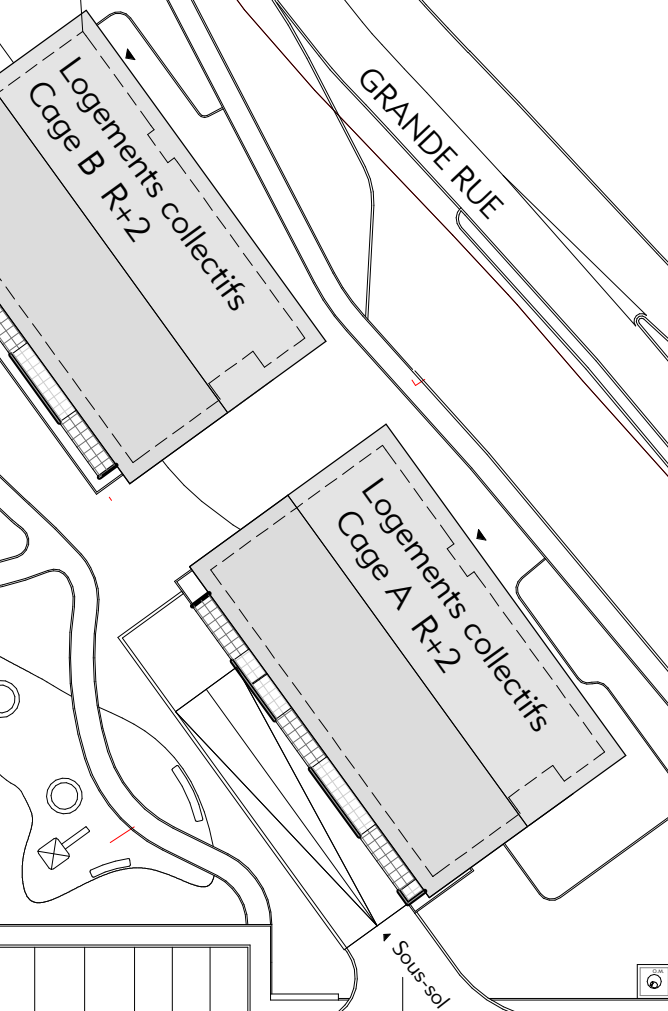 GRANDE RUE
Logements collectifs
Cage B R+2
Logements collectifs
Cage A R+2
Sous-sol